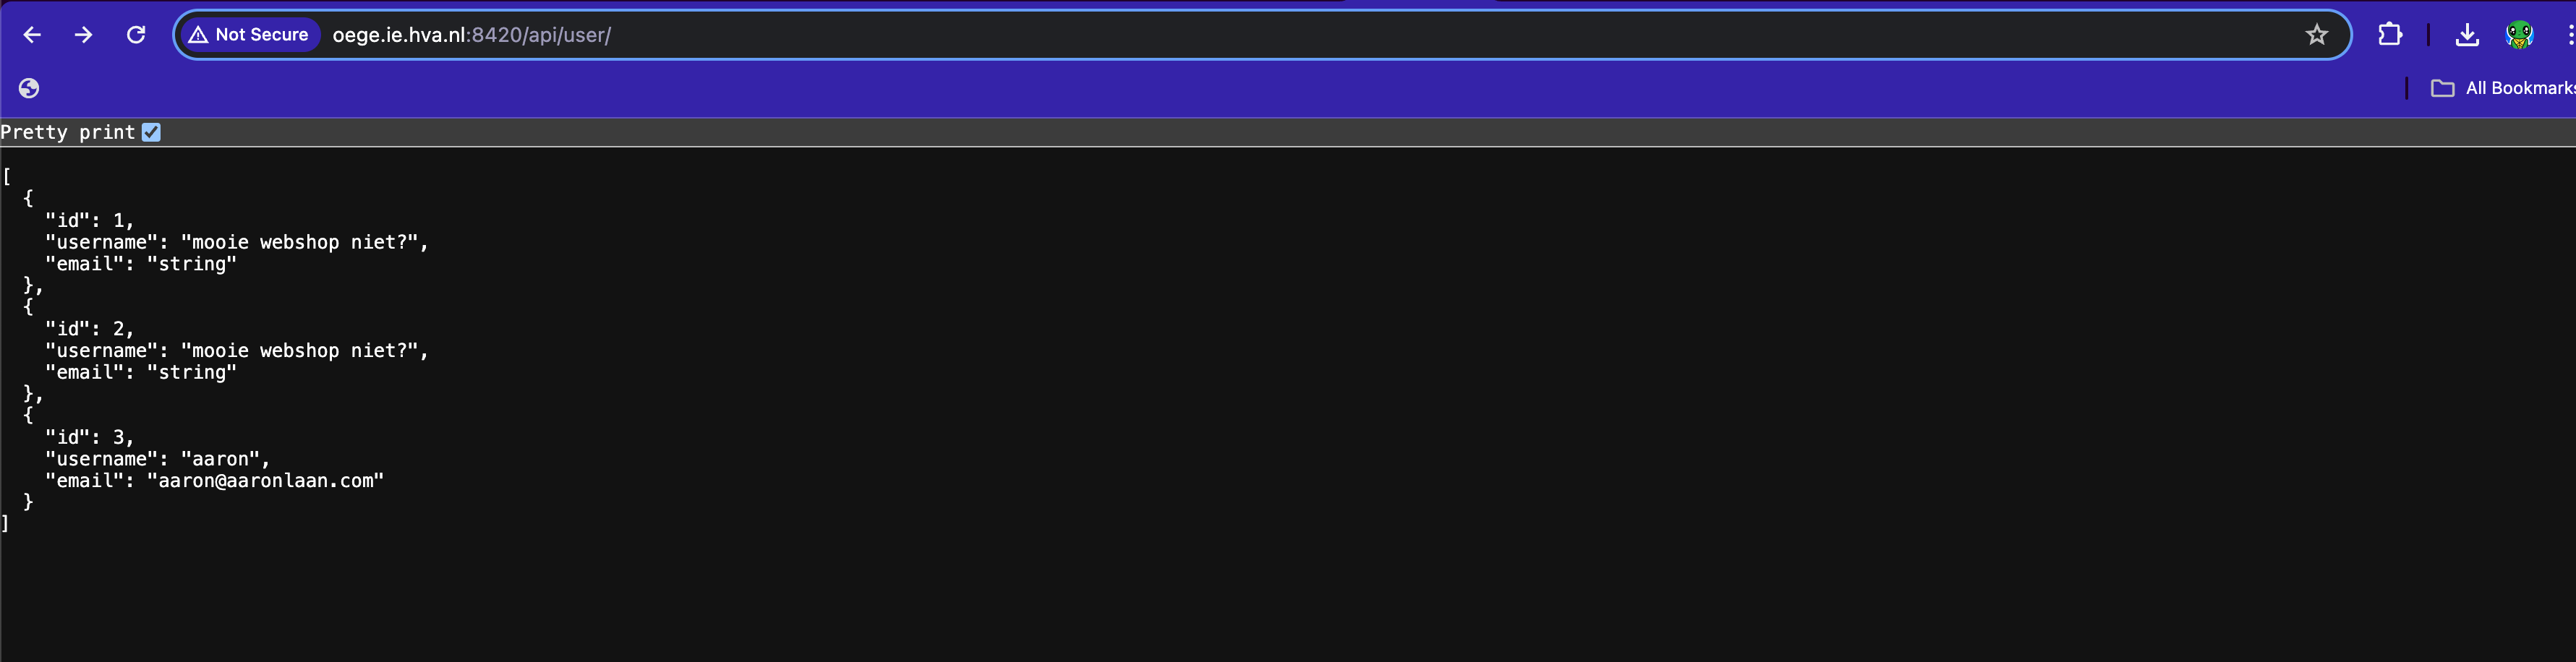 Not Secure oege.ie.hva.nl:8420/api/user/
All Bookmarks
Pretty print
[
  {
    "id": 1,
    "username": "mooie webshop niet?",
    "email": "string"
  },
  {
    "id": 2,
    "username": "mooie webshop niet?",
    "email": "string"
  },
  {
    "id": 3,
    "username": "aaron",
    "email": "aaron@aaronlaan.com"
  }
]